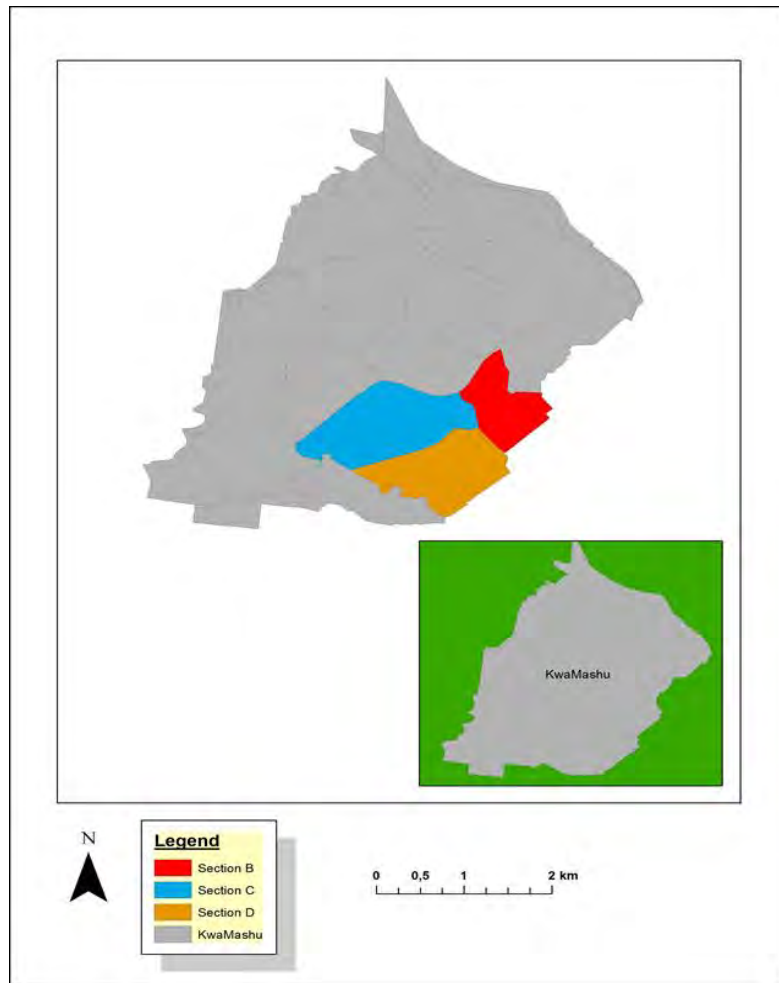 KwaMashu
N
Legend
Section B
Section C
Section D
KwaMashu
0 0,5 1 2 km